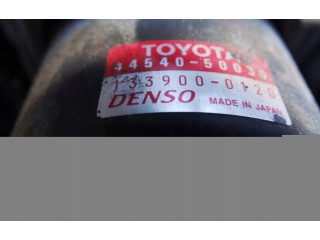 TOYOTA
44540-50030
133900-0120
DENSO MADE IN JAPAN